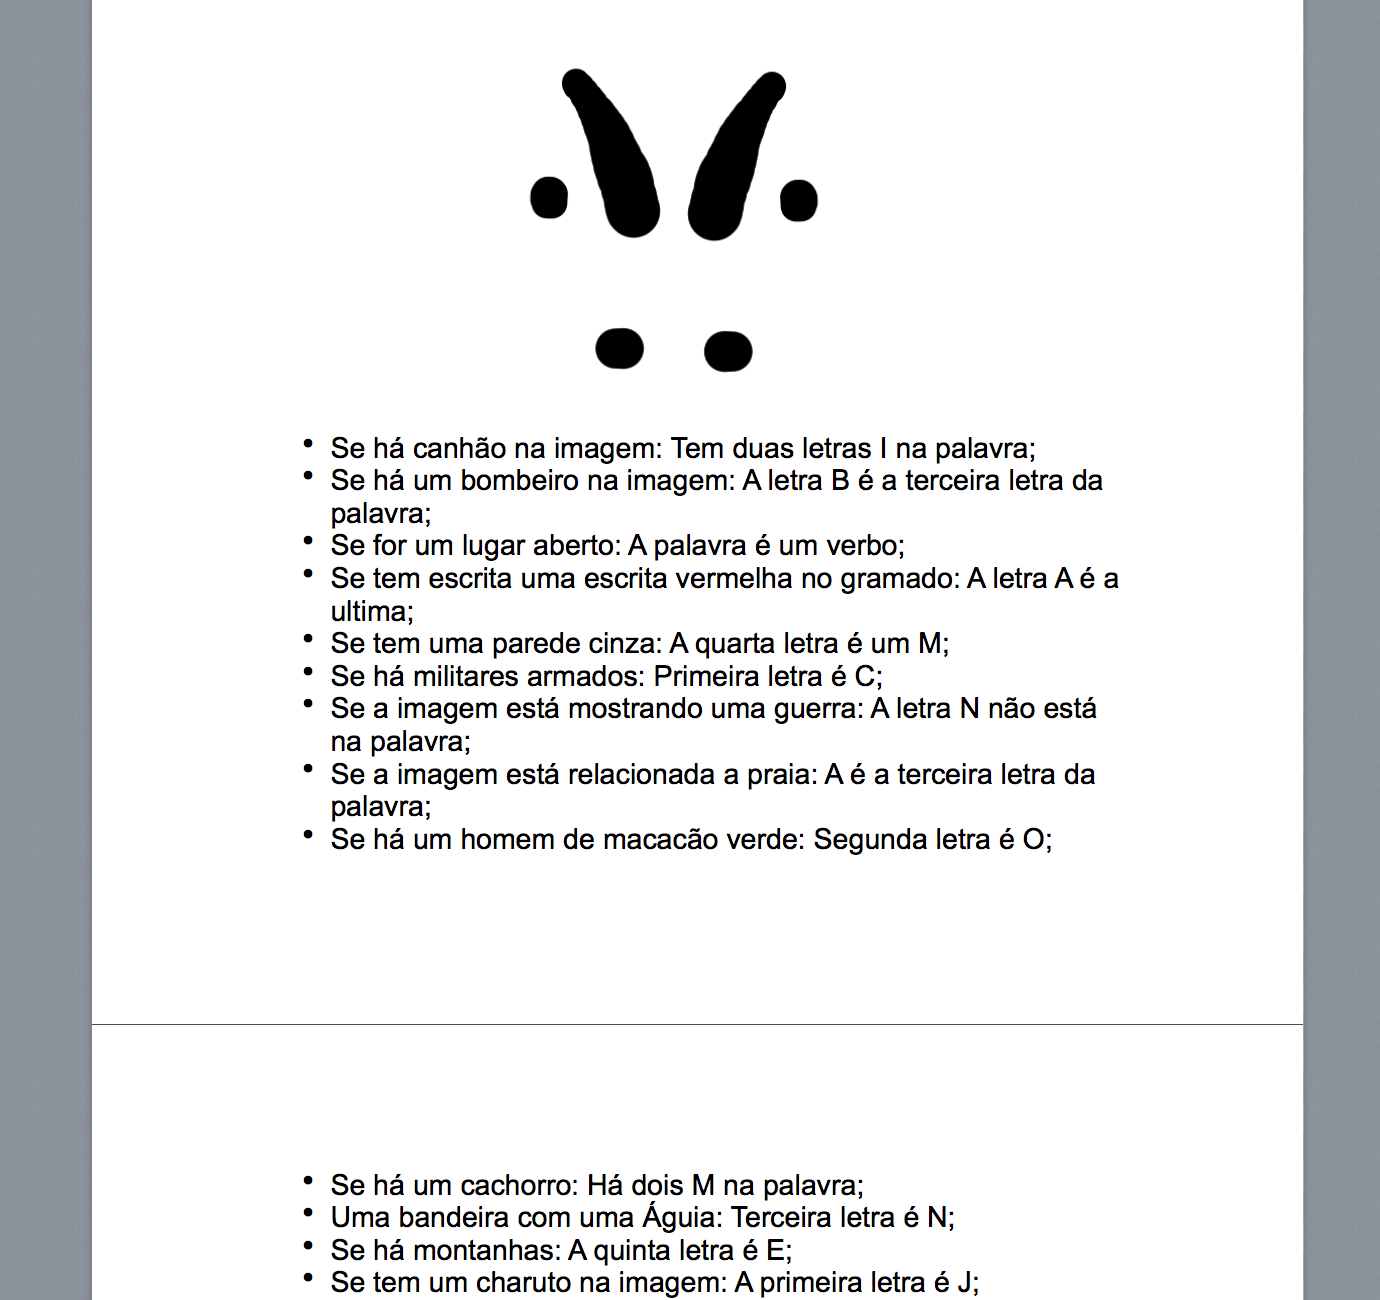 • Se há canhão na imagem: Tem duas letras I na palavra;
• Se há um bombeiro na imagem: A letra B é a terceira letra da
palavra;
• Se for um lugar aberto: A palavra é um verbo;
• Se tem escrita uma escrita vermelha no gramado: A letra A é a
ultima;
• Se tem uma parede cinza: A quarta letra é um M;
• Se há militares armados: Primeira letra é C;
• Se a imagem está mostrando uma guerra: A letra N não está
na palavra;
• Se a imagem está relacionada a praia: A é a terceira letra da
palavra;
• Se há um homem de macacão verde: Segunda letra é O;
• Se há um cachorro: Há dois M na palavra;
• Uma bandeira com uma Águia: Terceira letra é N;
• Se há montanhas: A quinta letra é E;
• Se tem um charuto na imagem: A primeira letra é J;